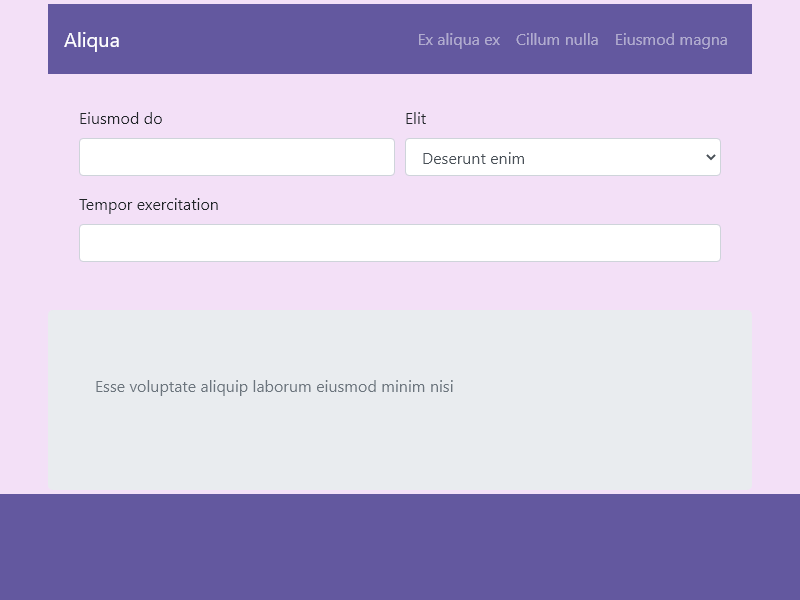 Aliqua
Ex aliqua ex Cillum nulla Eiusmod magna
Eiusmod do
Elit
Deserunt enim
Tempor exercitation
Esse voluptate aliquip laborum eiusmod minim nisi